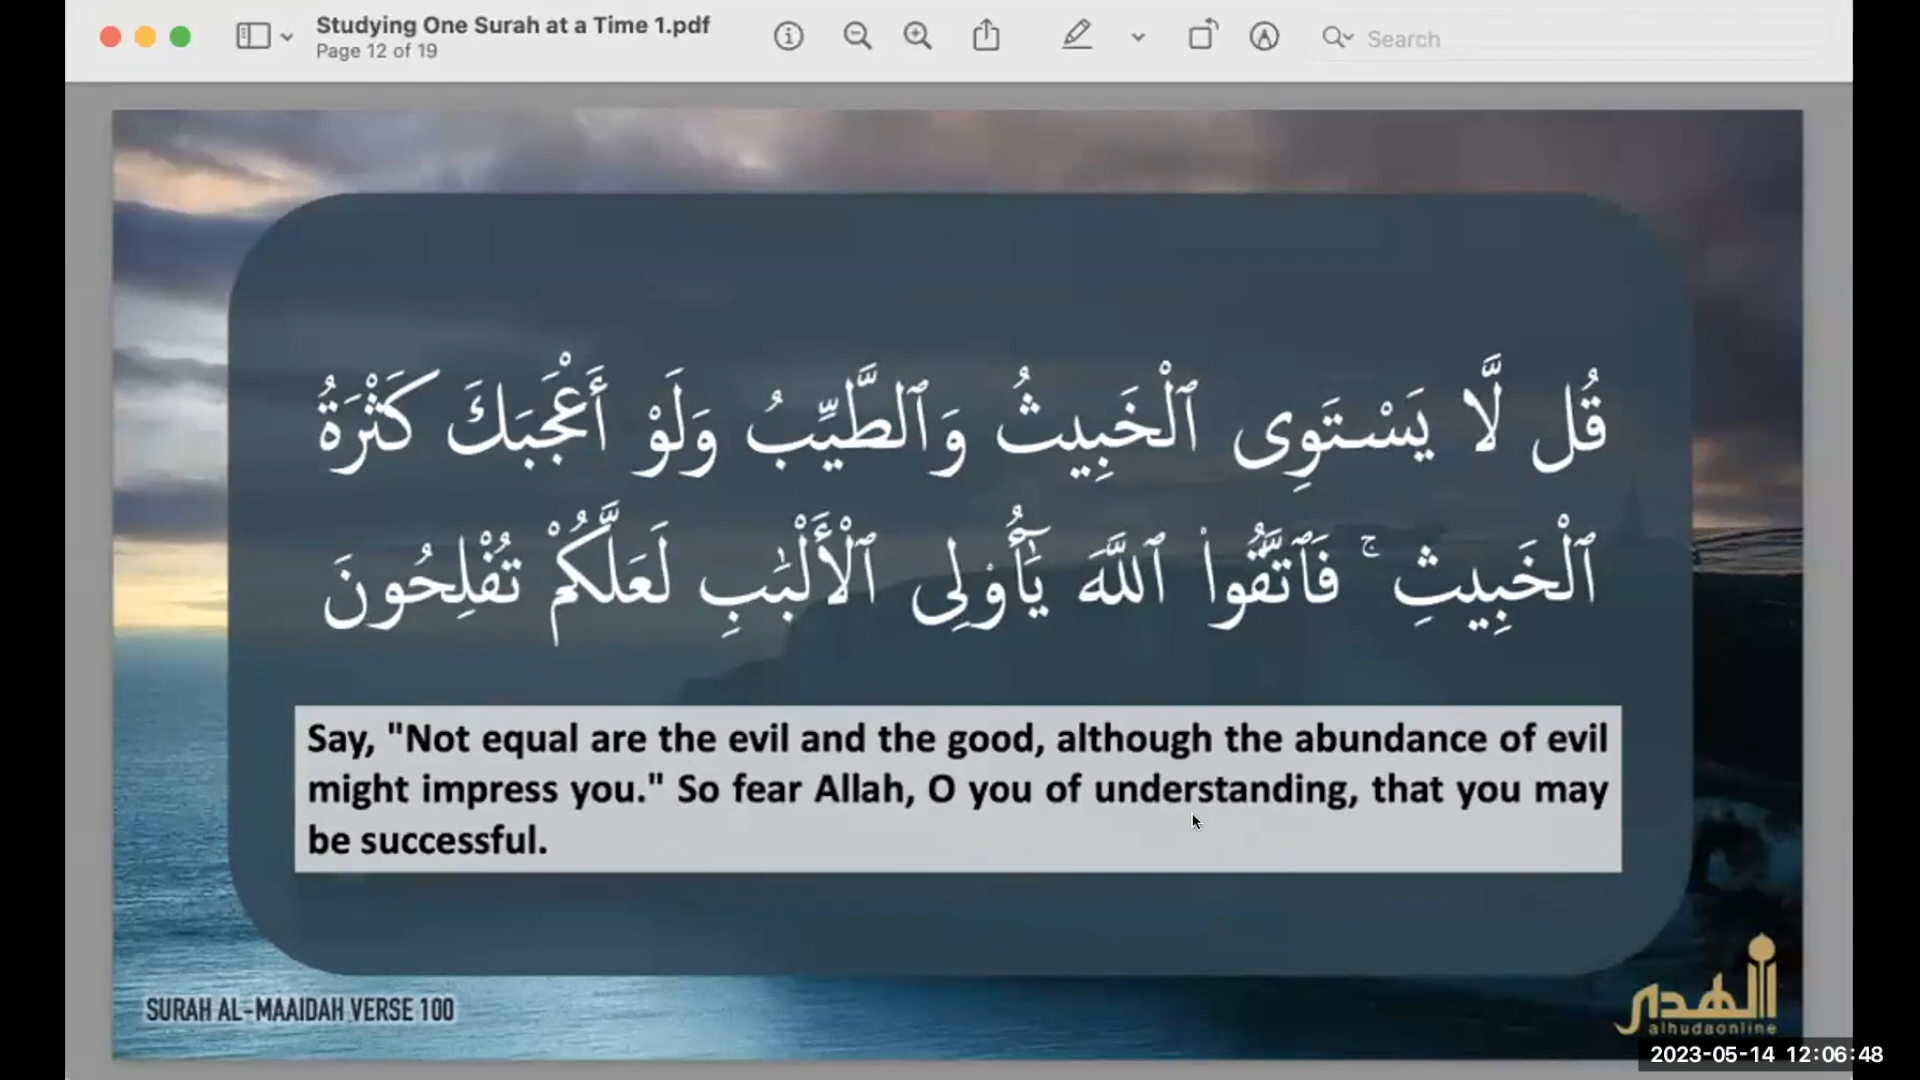 Studying One Surah at a Time 1.pdf
Page 12 of 19
Search
قُل لَّا يَسْتَوِى ٱلْخَبِيثُ وَٱلطَّيِّبُ وَلَوْ أَعْجَبَكَ كَثْرَةُ
ٱلْخَبِيثِ ۚ فَٱتَّقُوا۟ ٱللَّهَ يَٰٓأُو۟لِى ٱلْأَلْبَٰبِ لَعَلَّكُمْ تُفْلِحُونَ
Say, "Not equal are the evil and the good, although the abundance of evil
might impress you." So fear Allah, O you of understanding, that you may
be successful.
SURAH AL-MAAIDAH VERSE 100
الهدى
alhudaonline
2023-05-14 12:06:48